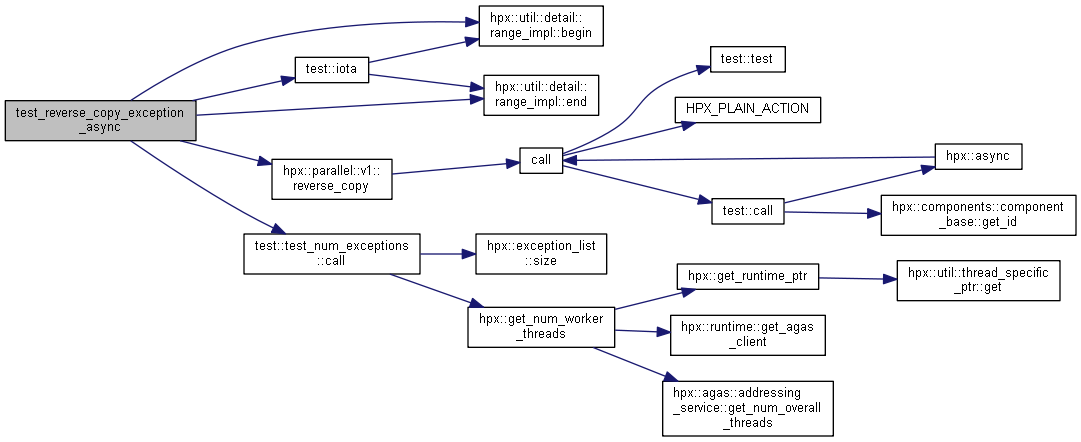 test_reverse_copy_exception
_async
hpx::util::detail::
range_impl::begin
test::iota
hpx::util::detail::
range_impl::end
hpx::parallel::v1::
reverse_copy
test::test_num_exceptions
::call
call
hpx::exception_list
::size
hpx::get_num_worker
_threads
test::test
HPX_PLAIN_ACTION
test::call
hpx::async
hpx::components::component
_base::get_id
hpx::get_runtime_ptr
hpx::util::thread_specific
_ptr::get
hpx::runtime::get_agas
_client
hpx::agas::addressing
_service::get_num_overall
_threads